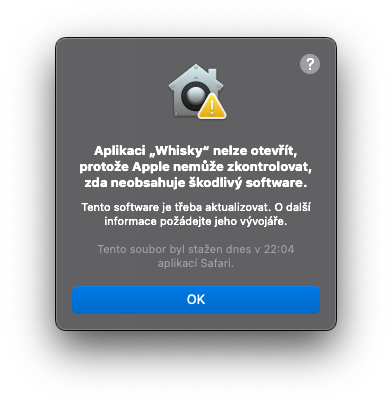 ?
Aplikaci „Whisky“ nelze otevřít,
protože Apple nemůže zkontrolovat,
zda neobsahuje škodlivý software.
Tento software je třeba aktualizovat. O další
informace požádejte jeho vývojáře.
Tento soubor byl stažen dnes v 22:04
aplikací Safari.
OK